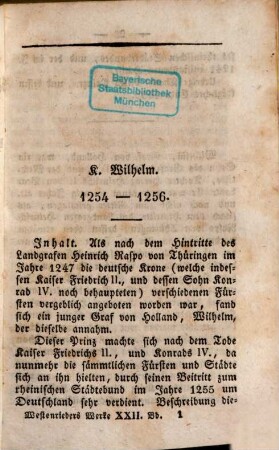 Bayerische
Staatsbibliothek
München
K. Wilhelm.
1254 — 1256.
Inhalt. Als nach dem Hintritte des
Landgrafen Heinrich Raspo von Thüringen im
Jahre 1247 die deutsche Krone (welche indes-
sen Kaiser Friedrich II., und dessen Sohn Kon-
rad IV. noch behaupteten) verschiedenen Für-
sten vergeblich angeboten worden war, fand
sich ein junger Graf von Holland, Wilhelm,
der dieselbe annahm.
Dieser Prinz machte sich nach dem Tode
Kaiser Friedrichs II., und Konrads IV., da
nunmehr die sämmtlichen Fürsten und Städte
sich an ihn hielten, durch seinen Beitritt zum
rheinischen Städtebund im Jahre 1255 um
Deutschland sehr verdient. Beschreibung die-
Westenrieders Werke XXII. Bd. 1